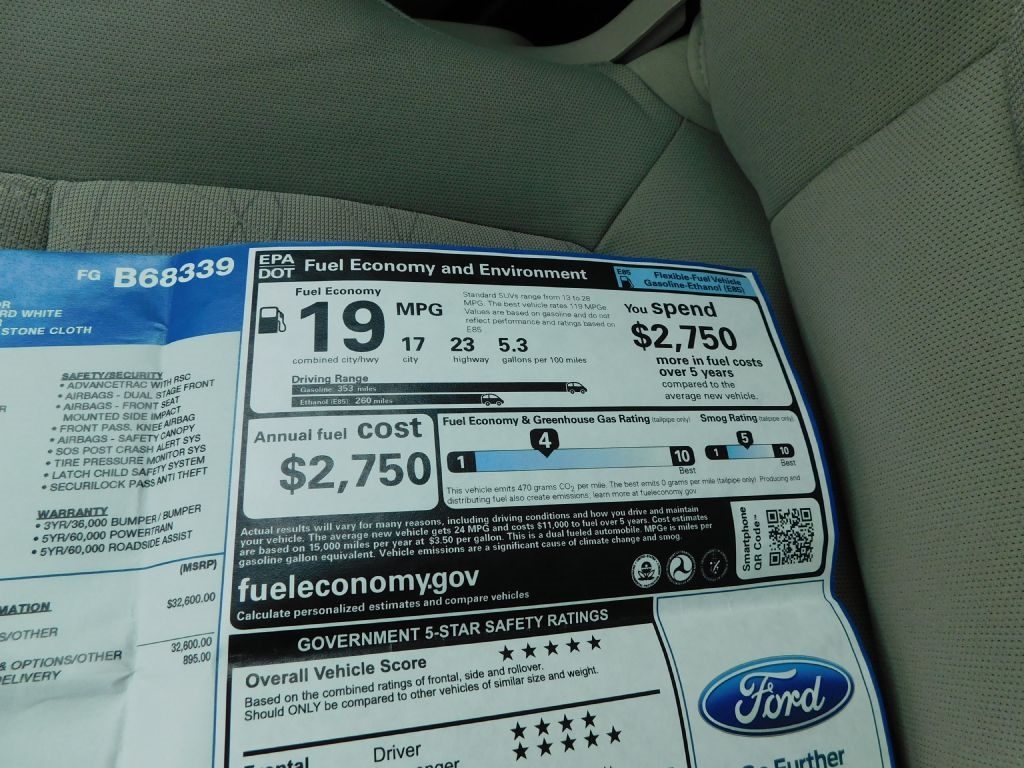 FG B68339
STONE CLOTH
SAFETY/SECURITY
• ADVANCETRAC WITH RSC
• AIRBAGS - DUAL STAGE FRONT
• AIRBAGS - FRONT SEAT
MOUNTED SIDE IMPACT
• FRONT PASS. KNEE AIRBAG
• AIRBAGS - SAFETY CANOPY
• SOS POST CRASH ALERT SYS
• TIRE PRESSURE MONITOR SYS
• LATCH CHILD SAFETY SYSTEM
• SECURILOCK PASS ANTI THEFT
WARRANTY
• 3YR/36,000 BUMPER / BUMPER
• 5YR/60,000 POWERTRAIN
• 5YR/60,000 ROADSIDE ASSIST
(MSRP)
$32,600.00
S/OTHER
32,600.00
& OPTIONS/OTHER 895.00
EPA
DOT Fuel Economy and Environment
E85 Flexible-Fuel Vehicle
Gasoline-Ethanol (E85)
Fuel Economy
19 MPG
combined city/hwy
17
city
23
highway
5.3
gallons per 100 miles
Standard SUVs range from 13 to 28
MPG. The best vehicle rates 119 MPGe
Values are based on gasoline and do not
reflect performance and ratings based on
E85
You spend
$2,750
more in fuel costs
over 5 years
compared to the
average new vehicle.
Driving Range
Gasoline: 353 miles
Ethanol (E85): 260 miles
Annual fuel cost
$2,750
Fuel Economy & Greenhouse Gas Rating (tailpipe only)
1 4 10
Best
Smog Rating (tailpipe only)
1 5 10
Best
This vehicle emits 470 grams CO2 per mile. The best emits 0 grams per mile (tailpipe only). Producing and
distributing fuel also create emissions; learn more at fueleconomy.gov
Actual results will vary for many reasons, including driving conditions and how you drive and maintain
your vehicle. The average new vehicle gets 24 MPG and costs $11,000 to fuel over 5 years. Cost estimates
are based on 15,000 miles per year at $3.50 per gallon. This is a dual fueled automobile. MPGe is miles per
gasoline gallon equivalent. Vehicle emissions are a significant cause of climate change and smog.
fueleconomy.gov
Calculate personalized estimates and compare vehicles
Smartphone
QR Code
GOVERNMENT 5-STAR SAFETY RATINGS
Overall Vehicle Score ★★★★★
Based on the combined ratings of frontal, side and rollover.
Should ONLY be compared to other vehicles of similar size and weight.
Frontal Driver ★★★★
★★★★★
Ford
Further